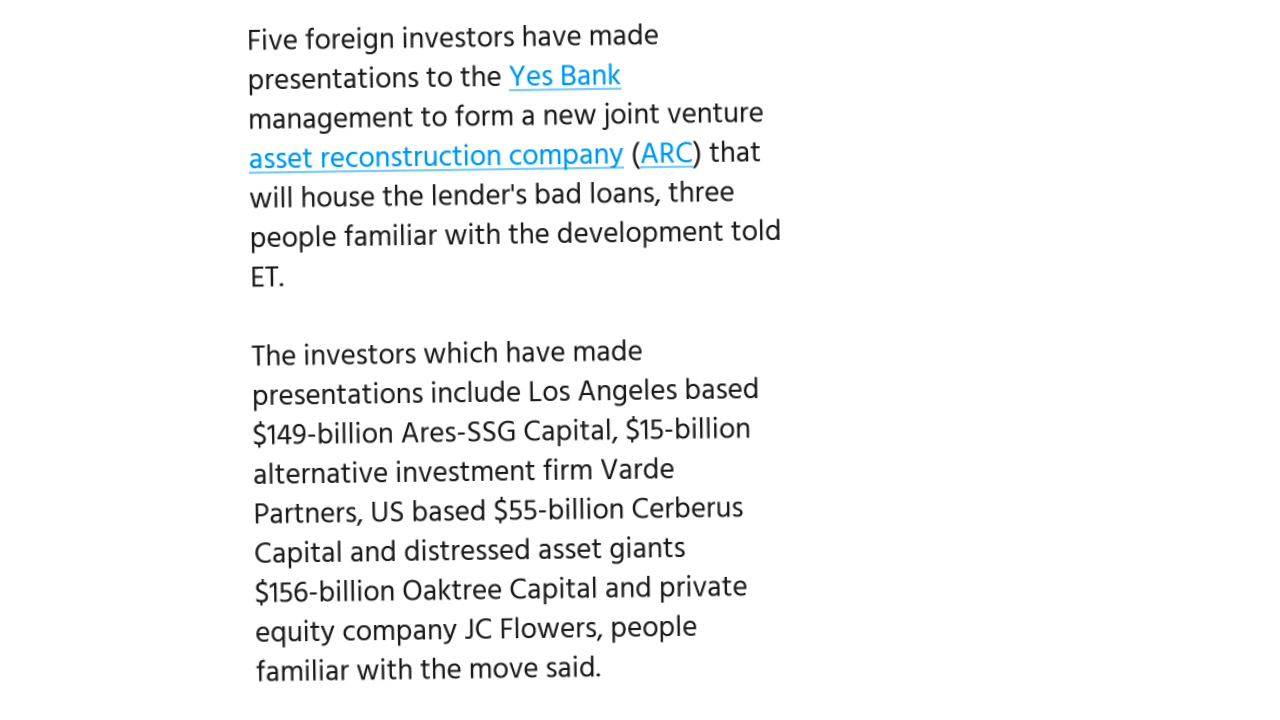 Five foreign investors have made
presentations to the Yes Bank
management to form a new joint venture
asset reconstruction company (ARC) that
will house the lender's bad loans, three
people familiar with the development told
ET.
The investors which have made
presentations include Los Angeles based
$149-billion Ares-SSG Capital, $15-billion
alternative investment firm Varde
Partners, US based $55-billion Cerberus
Capital and distressed asset giants
$156-billion Oaktree Capital and private
equity company JC Flowers, people
familiar with the move said.